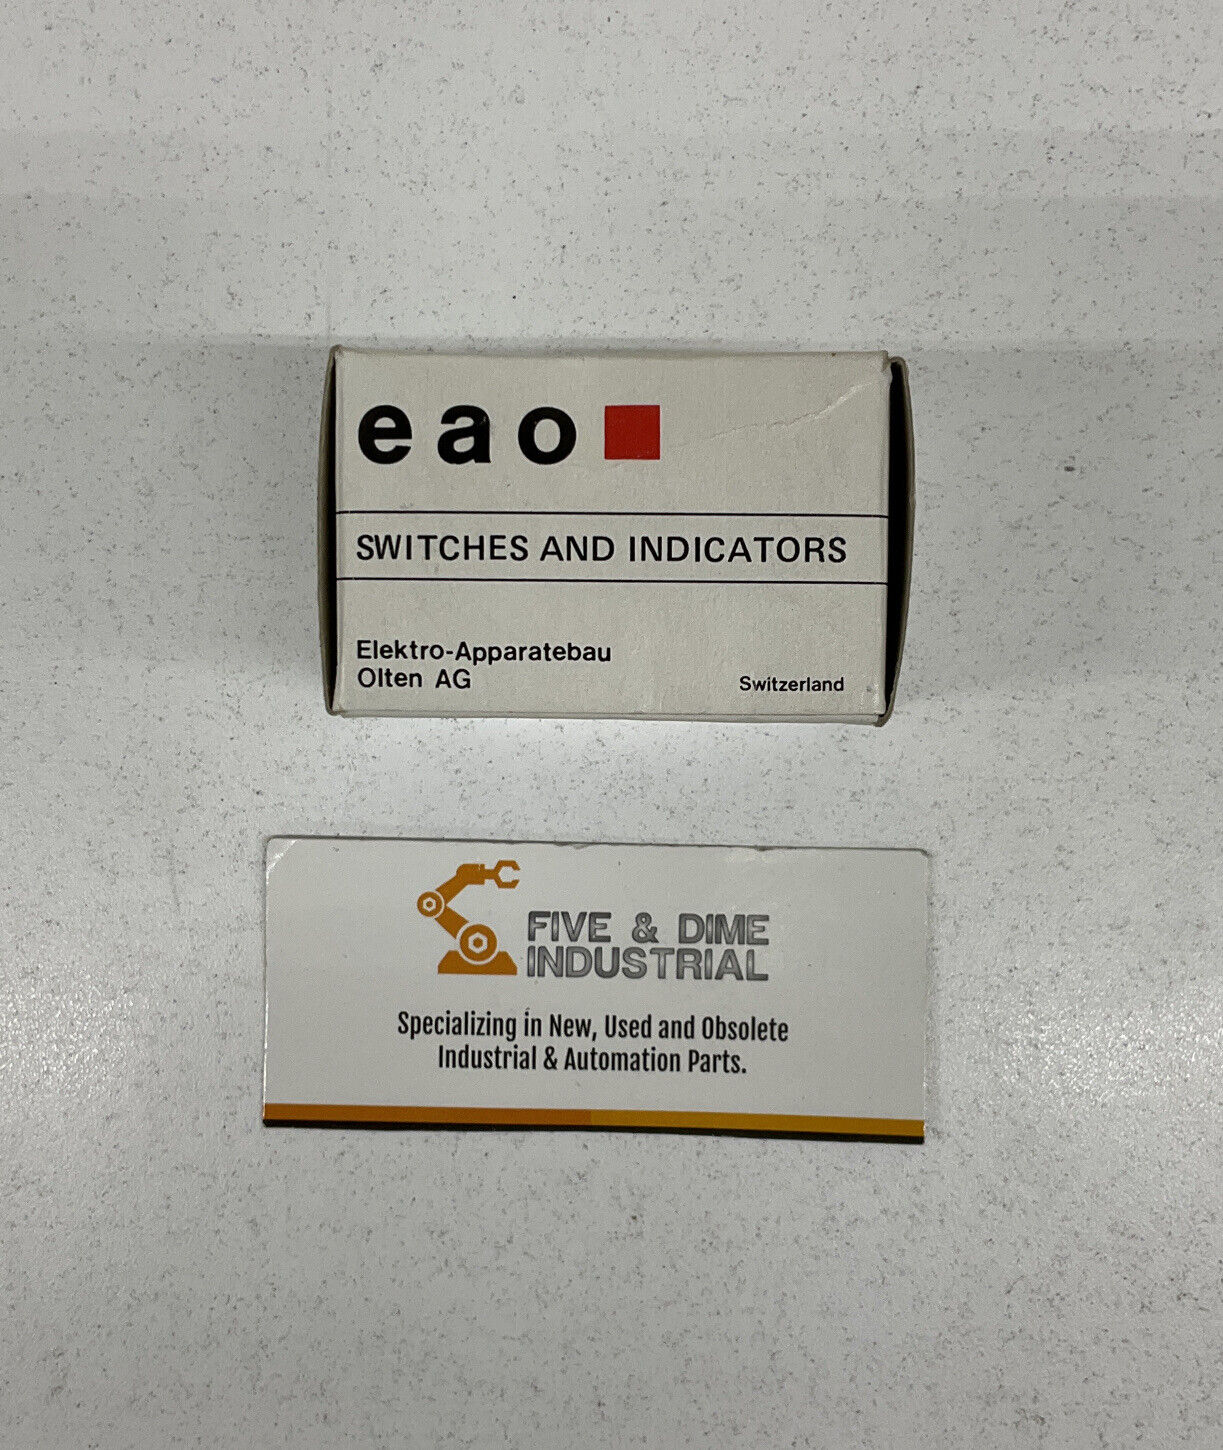 eao
SWITCHES AND INDICATORS
Elektro-Apparatebau
Olten AG
Switzerland
FIVE & DIME
INDUSTRIAL
Specializing in New, Used and Obsolete
Industrial & Automation Parts.